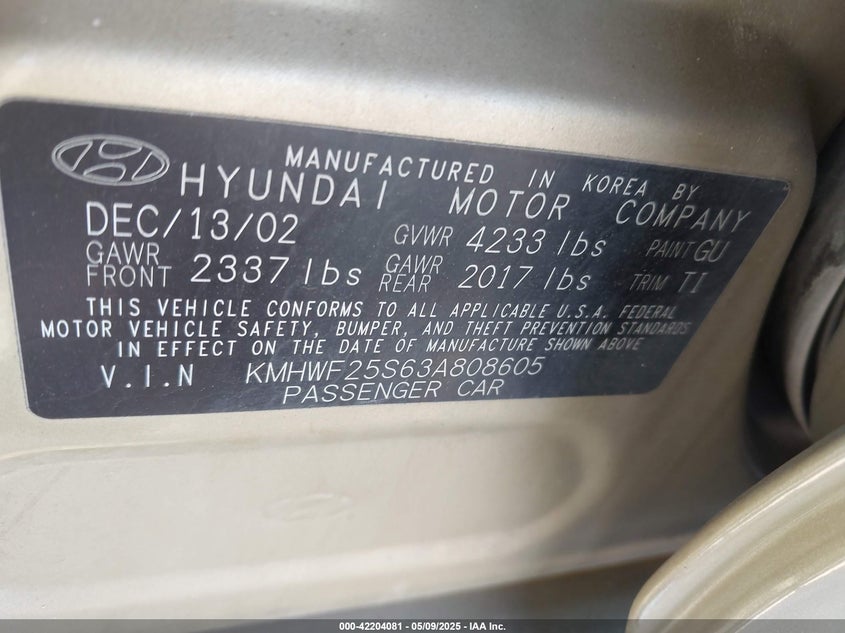 MANUFACTURED IN KOREA BY
HYUNDAI MOTOR COMPANY
DEC/13/02 GVWR 4233 lbs PAINT GU
GAWR FRONT 2337 lbs GAWR REAR 2017 lbs TRIM TI
THIS VEHICLE CONFORMS TO ALL APPLICABLE U.S.A. FEDERAL
MOTOR VEHICLE SAFETY, BUMPER, AND THEFT PREVENTION STANDARDS
IN EFFECT ON THE DATE OF MANUFACTURE SHOWN ABOVE
V.I.N KMHWF25S63A808605
PASSENGER CAR
000-42204081 - 05/09/2025 - IAA Inc.